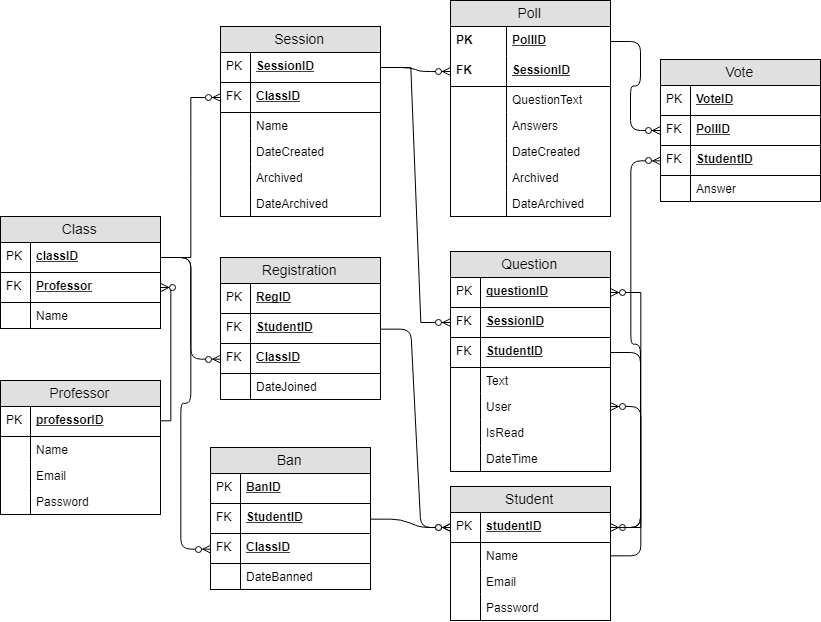 Session
PK SessionID
FK ClassID
Name
DateCreated
Archived
DateArchived
Poll
PK PollID
FK SessionID
QuestionText
Answers
DateCreated
Archived
DateArchived
Vote
PK VoteID
FK PollID
FK StudentID
Answer
Class
PK classID
FK Professor
Name
Registration
PK RegID
FK StudentID
FK ClassID
DateJoined
Question
PK questionID
FK SessionID
FK StudentID
Text
User
IsRead
DateTime
Professor
PK professorID
Name
Email
Password
Ban
PK BanID
FK StudentID
FK ClassID
DateBanned
Student
PK studentID
Name
Email
Password